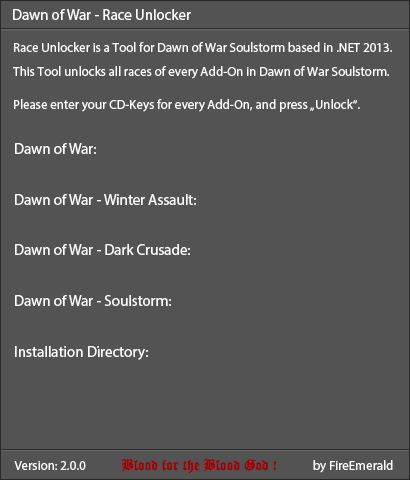 Dawn of War - Race Unlocker
Race Unlocker is a Tool for Dawn of War Soulstorm based in .NET 2013.
This Tool unlocks all races of every Add-On in Dawn of War Soulstorm.
Please enter your CD-Keys for every Add-On, and press „Unlock“.
Dawn of War:
Dawn of War - Winter Assault:
Dawn of War - Dark Crusade:
Dawn of War - Soulstorm:
Installation Directory:
Version: 2.0.0 Blood for the Blood God ! by FireEmerald